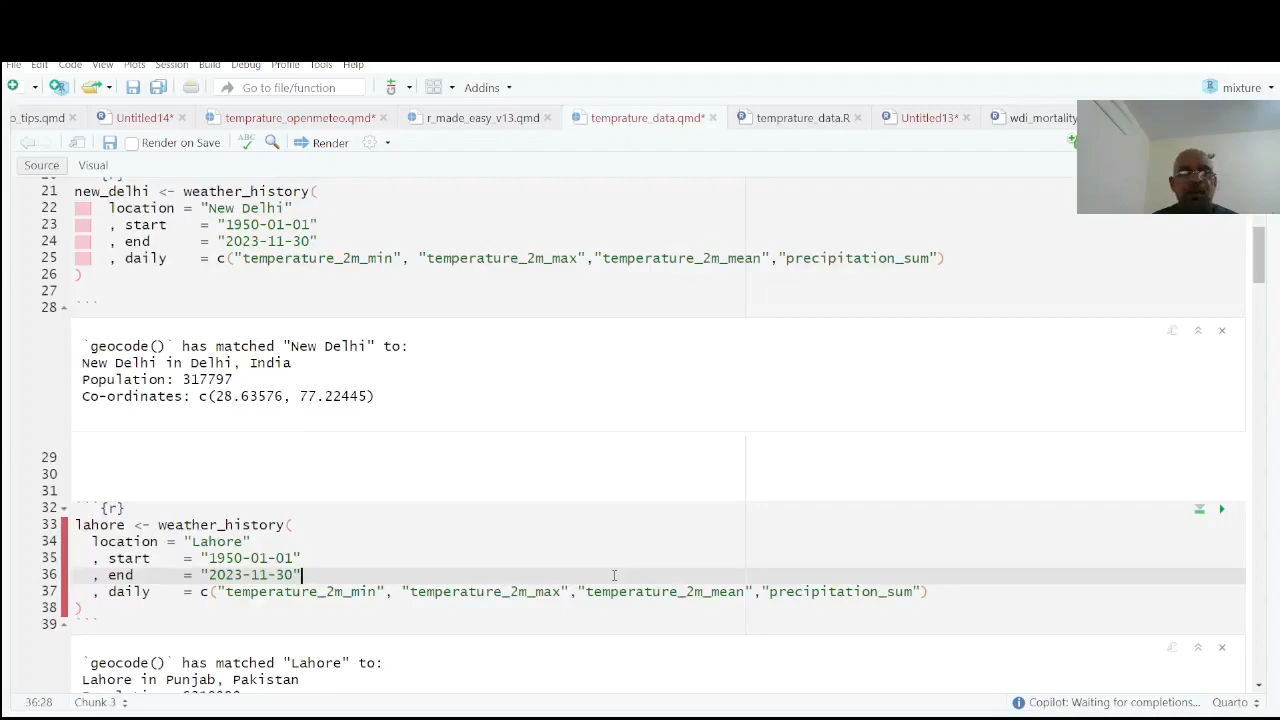 File Edit Code View Plots Session Build Debug Profile Tools Help
Go to file/function Addins mixture
o_tips.qmd Untitled14* temprature_openmeteo.qmd* r_made_easy_v13.qmd temprature_data.qmd* temprature_data.R Untitled13* wdi_mortality
Render on Save ABC Render
Source Visual
21 new_delhi <- weather_history(
22 location = "New Delhi"
23 , start = "1950-01-01"
24 , end = "2023-11-30"
25 , daily = c("temperature_2m_min", "temperature_2m_max","temperature_2m_mean","precipitation_sum")
26 )
27
28 ```
`geocode()` has matched "New Delhi" to:
New Delhi in Delhi, India
Population: 317797
Co-ordinates: c(28.63576, 77.22445)
29
30
31
32 ```{r}
33 lahore <- weather_history(
34 location = "Lahore"
35 , start = "1950-01-01"
36 , end = "2023-11-30"
37 , daily = c("temperature_2m_min", "temperature_2m_max","temperature_2m_mean","precipitation_sum")
38 )
39 ```
`geocode()` has matched "Lahore" to:
Lahore in Punjab, Pakistan
36:28 Chunk 3 Copilot: Waiting for completions... Quarto